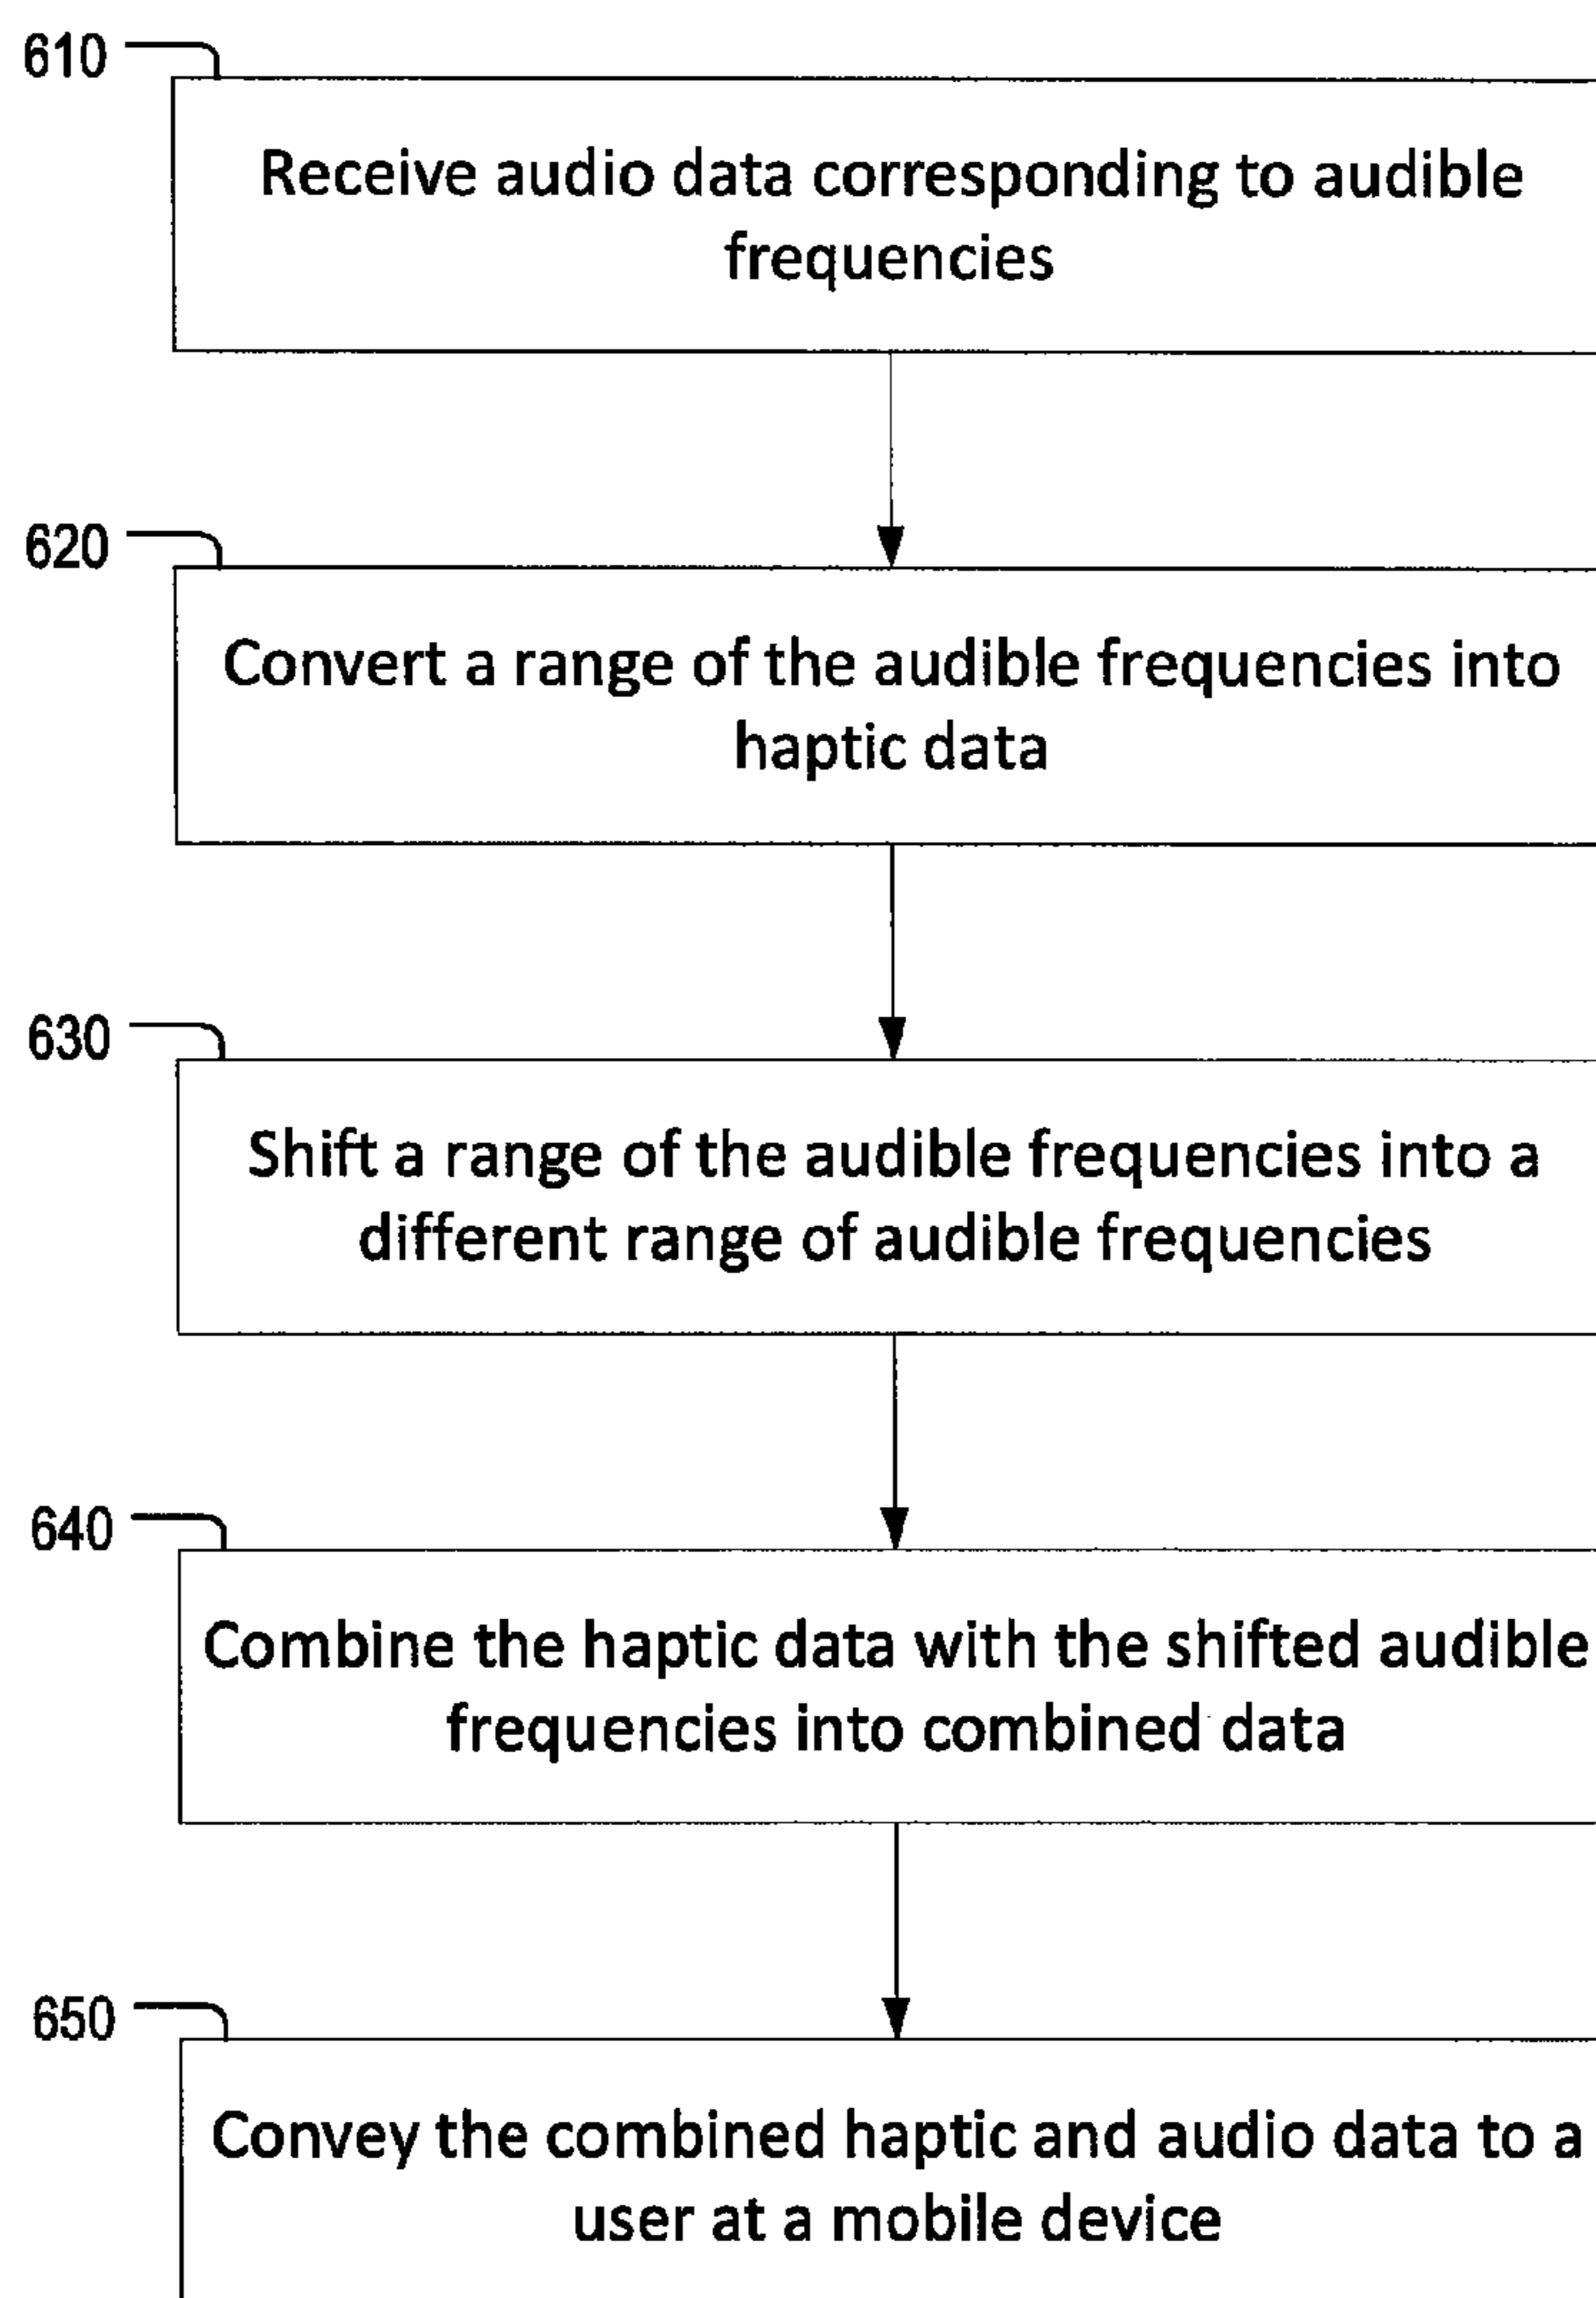 610
Receive audio data corresponding to audible
frequencies
620
Convert a range of the audible frequencies into
haptic data
630
Shift a range of the audible frequencies into a
different range of audible frequencies
640
Combine the haptic data with the shifted audible
frequencies into combined data
650
Convey the combined haptic and audio data to a
user at a mobile device